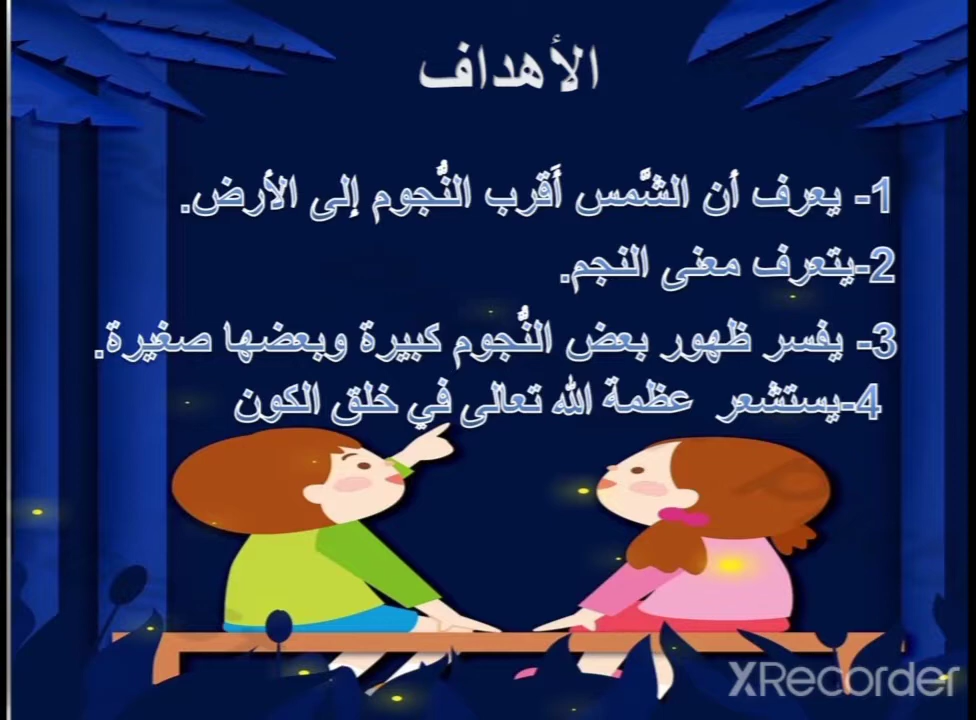 الأهداف
1- يعرف أن الشَّمس أَقرب النُّجوم إلى الأرض.
2-يتعرف معنى النجم.
3- يفسر ظهور بعض النُّجوم كبيرة وبعضها صغيرة.
4-يستشعر عظمة الله تعالى في خلق الكون
XRecorder